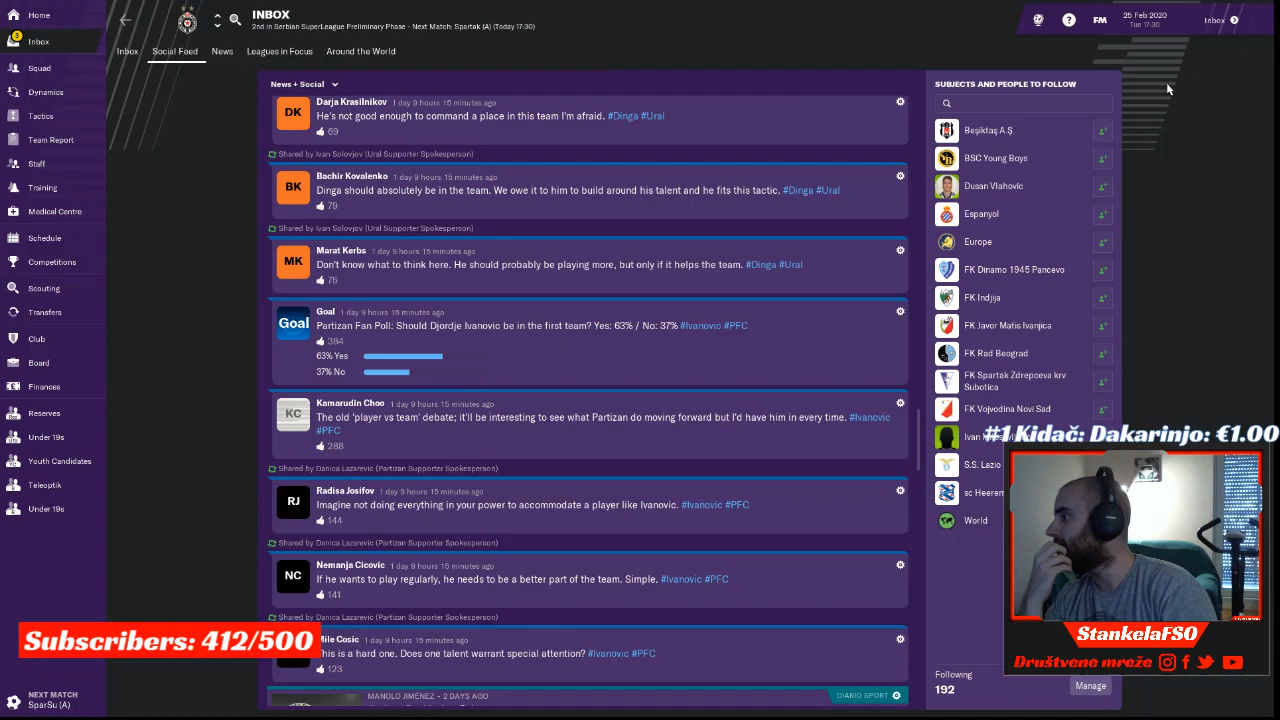 Home
3
Inbox
Squad
Dynamics
Tactics
Team Report
Staff
Training
Medical Centre
Schedule
Competitions
Scouting
Transfers
Club
Board
Finances
Reserves
Under 19s
Youth Candidates
Teleoptik
Under 19s
NEXT MATCH
SparSu (A)
INBOX
2nd in Serbian SuperLeague Preliminary Phase - Next Match: Spartak (A) (Today 17:30)
FM
25 Feb 2020
Tue 17:30
Inbox
Inbox Social Feed News Leagues in Focus Around the World
News + Social
DK
Darja Krasilnikov 1 day 9 hours 15 minutes ago
He's not good enough to command a place in this team I'm afraid. #Dinga #Ural
69
Shared by Ivan Solovjov (Ural Supporter Spokesperson)
BK
Bachir Kovalenko 1 day 9 hours 15 minutes ago
Dinga should absolutely be in the team. We owe it to him to build around his talent and he fits this tactic. #Dinga #Ural
79
Shared by Ivan Solovjov (Ural Supporter Spokesperson)
MK
Marat Kerbs 1 day 9 hours 15 minutes ago
Don't know what to think here. He should probably be playing more, but only if it helps the team. #Dinga #Ural
75
Goal
Goal 1 day 9 hours 15 minutes ago
Partizan Fan Poll: Should Djordje Ivanovic be in the first team? Yes: 63% / No: 37% #Ivanovic #PFC
384
63% Yes
37% No
KC
Kamarudin Choo 1 day 9 hours 15 minutes ago
The old 'player vs team' debate; it'll be interesting to see what Partizan do moving forward but I'd have him in every time. #Ivanovic
#PFC
288
Shared by Danica Lazarevic (Partizan Supporter Spokesperson)
RJ
Radisa Josifov 1 day 9 hours 15 minutes ago
Imagine not doing everything in your power to accommodate a player like Ivanovic. #Ivanovic #PFC
144
Shared by Danica Lazarevic (Partizan Supporter Spokesperson)
NC
Nemanja Cicovic 1 day 9 hours 15 minutes ago
If he wants to play regularly, he needs to be a better part of the team. Simple. #Ivanovic #PFC
141
Shared by Danica Lazarevic (Partizan Supporter Spokesperson)
Mile Cosic 1 day 9 hours 15 minutes ago
This is a hard one. Does one talent warrant special attention? #Ivanovic #PFC
123
MANOLO JIMÉNEZ - 2 DAYS AGO
DIARIO SPORT
SUBJECTS AND PEOPLE TO FOLLOW
Beşiktaş A.Ş.
BSC Young Boys
Dusan Vlahovic
Espanyol
Europe
FK Dinamo 1945 Pancevo
FK Indjija
FK Javor Matis Ivanjica
FK Rad Beograd
FK Spartak Zdrepceva krv
Subotica
FK Vojvodina Novi Sad
S.S. Lazio
sc Heeren
World
Following
192
Manage
#1 Kidač: Dakarinjo: €1.00
StankelaFSO
Društvene mreže
Subscribers: 412/500